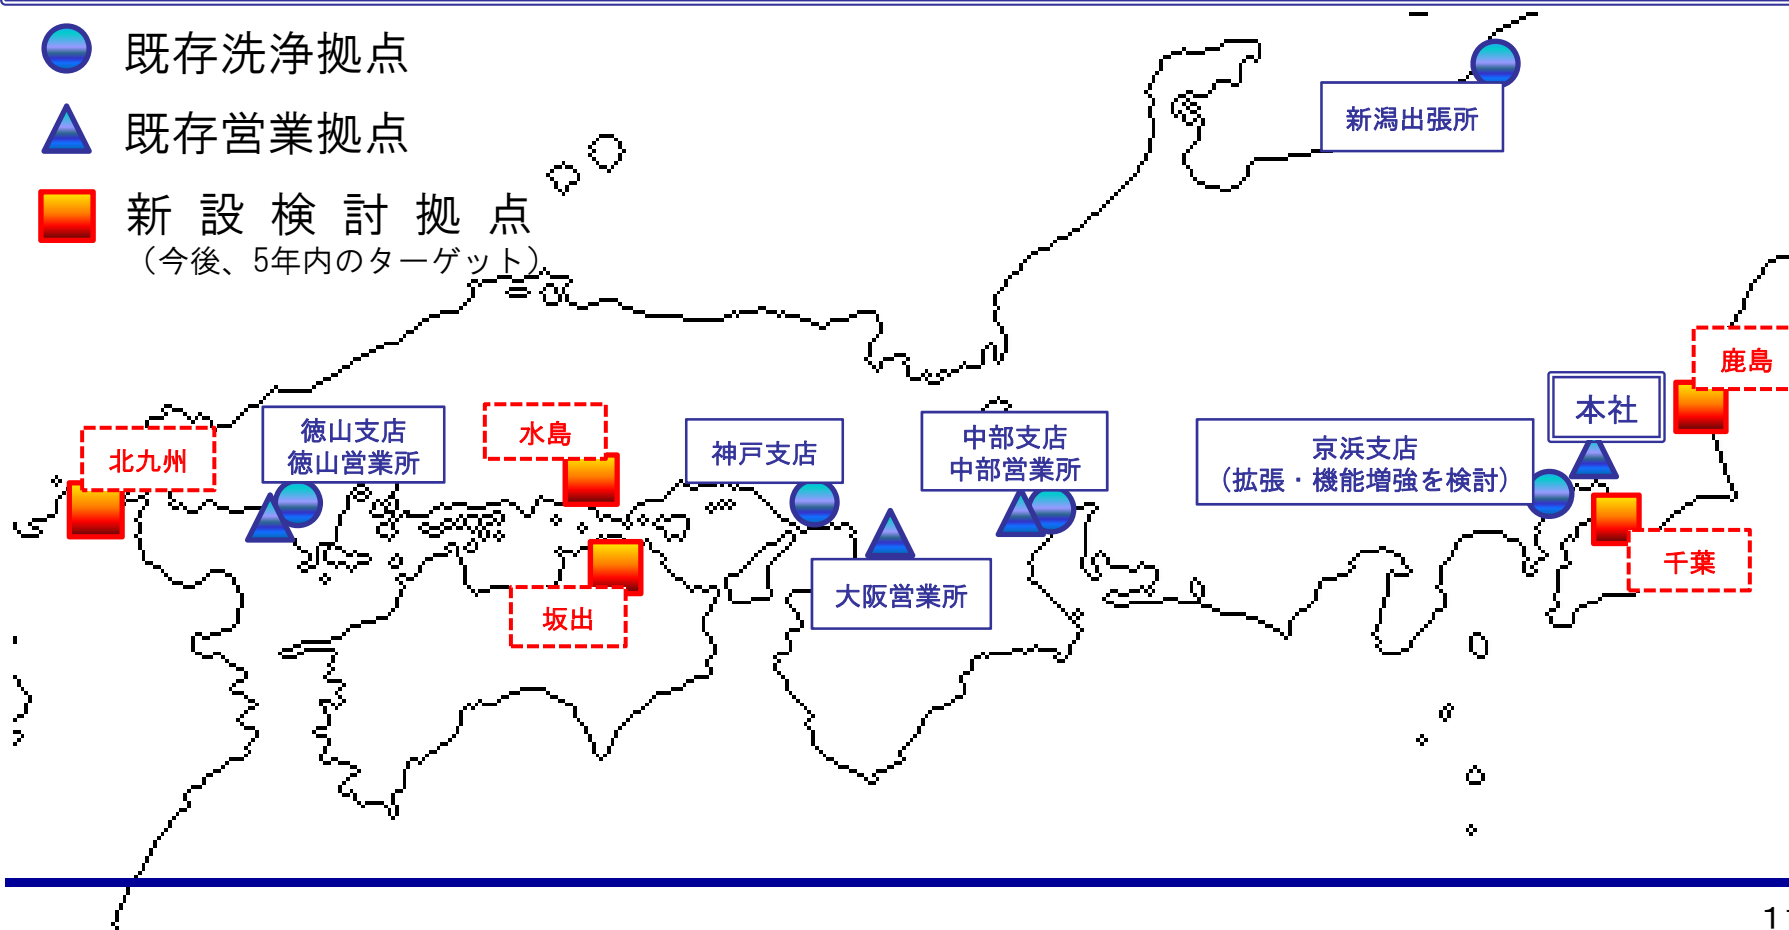 既存洗浄拠点
既存営業拠点
新設検討拠点
（今後、5年内のターゲット）
新潟出張所
鹿島
本社
北九州
徳山支店
徳山営業所
水島
神戸支店
中部支店
中部営業所
京浜支店
（拡張・機能増強を検討）
千葉
大阪営業所
坂出